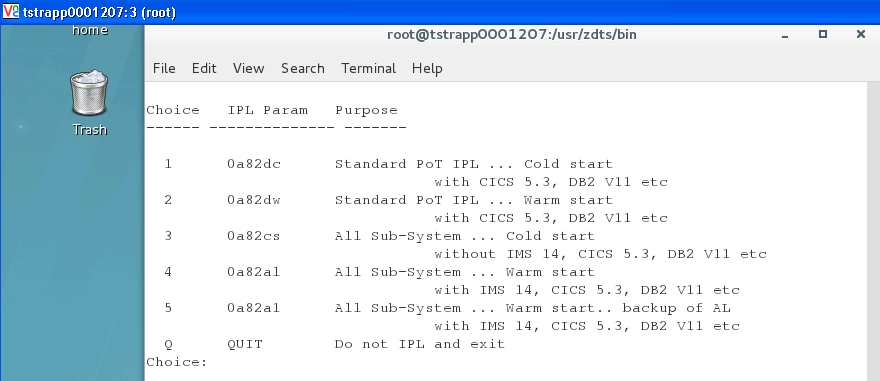 tstrapp0001207:3 (root)
home
Trash
root@tstrapp0001207:/usr/zdts/bin
File Edit View Search Terminal Help
Choice IPL Param Purpose
------ -------------- -------
1 0a82dc Standard PoT IPL ... Cold start
with CICS 5.3, DB2 V11 etc
2 0a82dw Standard PoT IPL ... Warm start
with CICS 5.3, DB2 V11 etc
3 0a82cs All Sub-System ... Cold start
without IMS 14, CICS 5.3, DB2 V11 etc
4 0a82al All Sub-System ... Warm start
with IMS 14, CICS 5.3, DB2 V11 etc
5 0a82a1 All Sub-System ... Warm start.. backup of AL
with IMS 14, CICS 5.3, DB2 V11 etc
Q QUIT Do not IPL and exit
Choice: